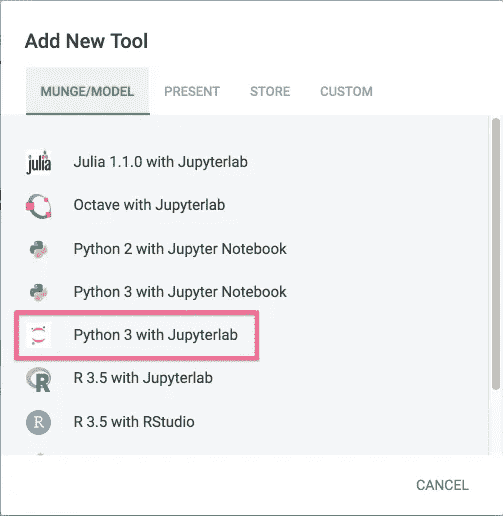 Add New Tool
MUNGE/MODEL PRESENT STORE CUSTOM
julia Julia 1.1.0 with Jupyterlab
Octave with Jupyterlab
Python 2 with Jupyter Notebook
Python 3 with Jupyter Notebook
Python 3 with Jupyterlab
R R 3.5 with Jupyterlab
R R 3.5 with RStudio
CANCEL